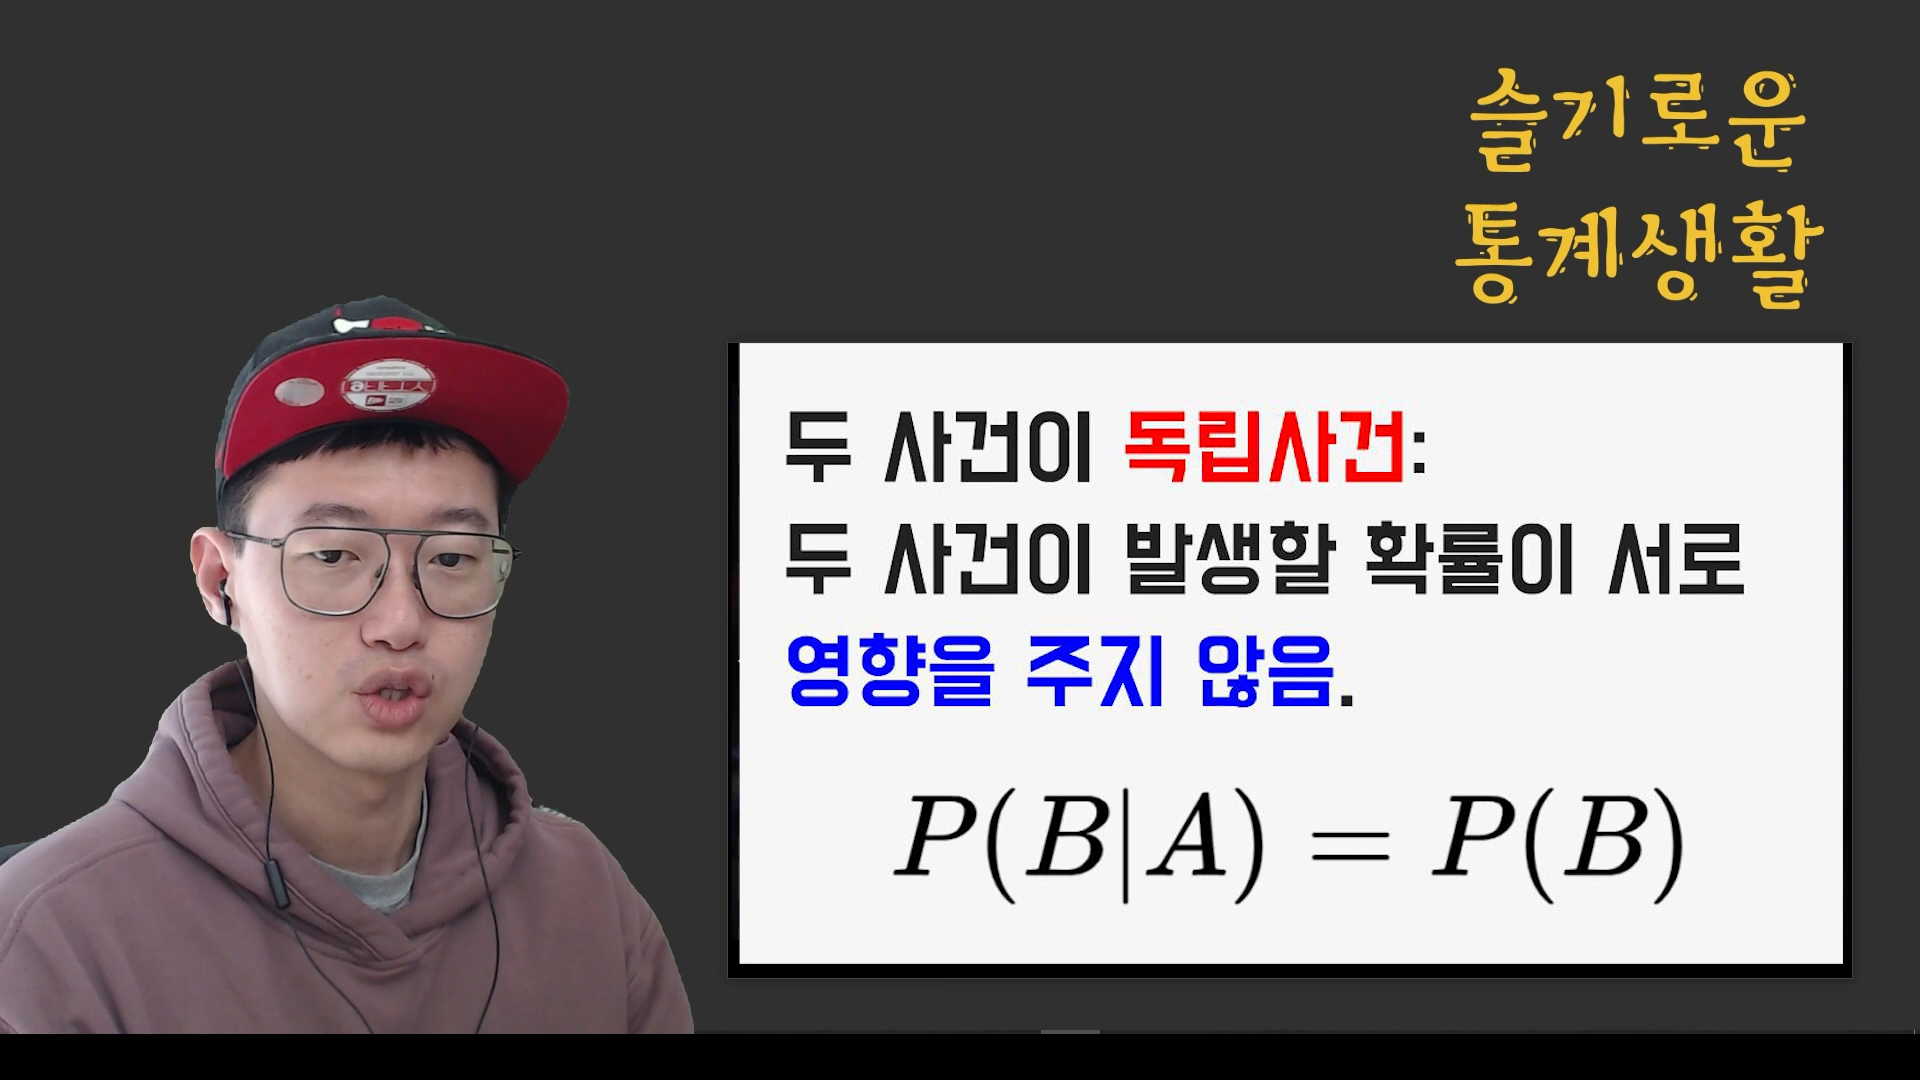 슬기로운
통계생활
두 사건이 독립사건:
두 사건이 발생할 확률이 서로
영향을 주지 않음.
P(B|A) = P(B)